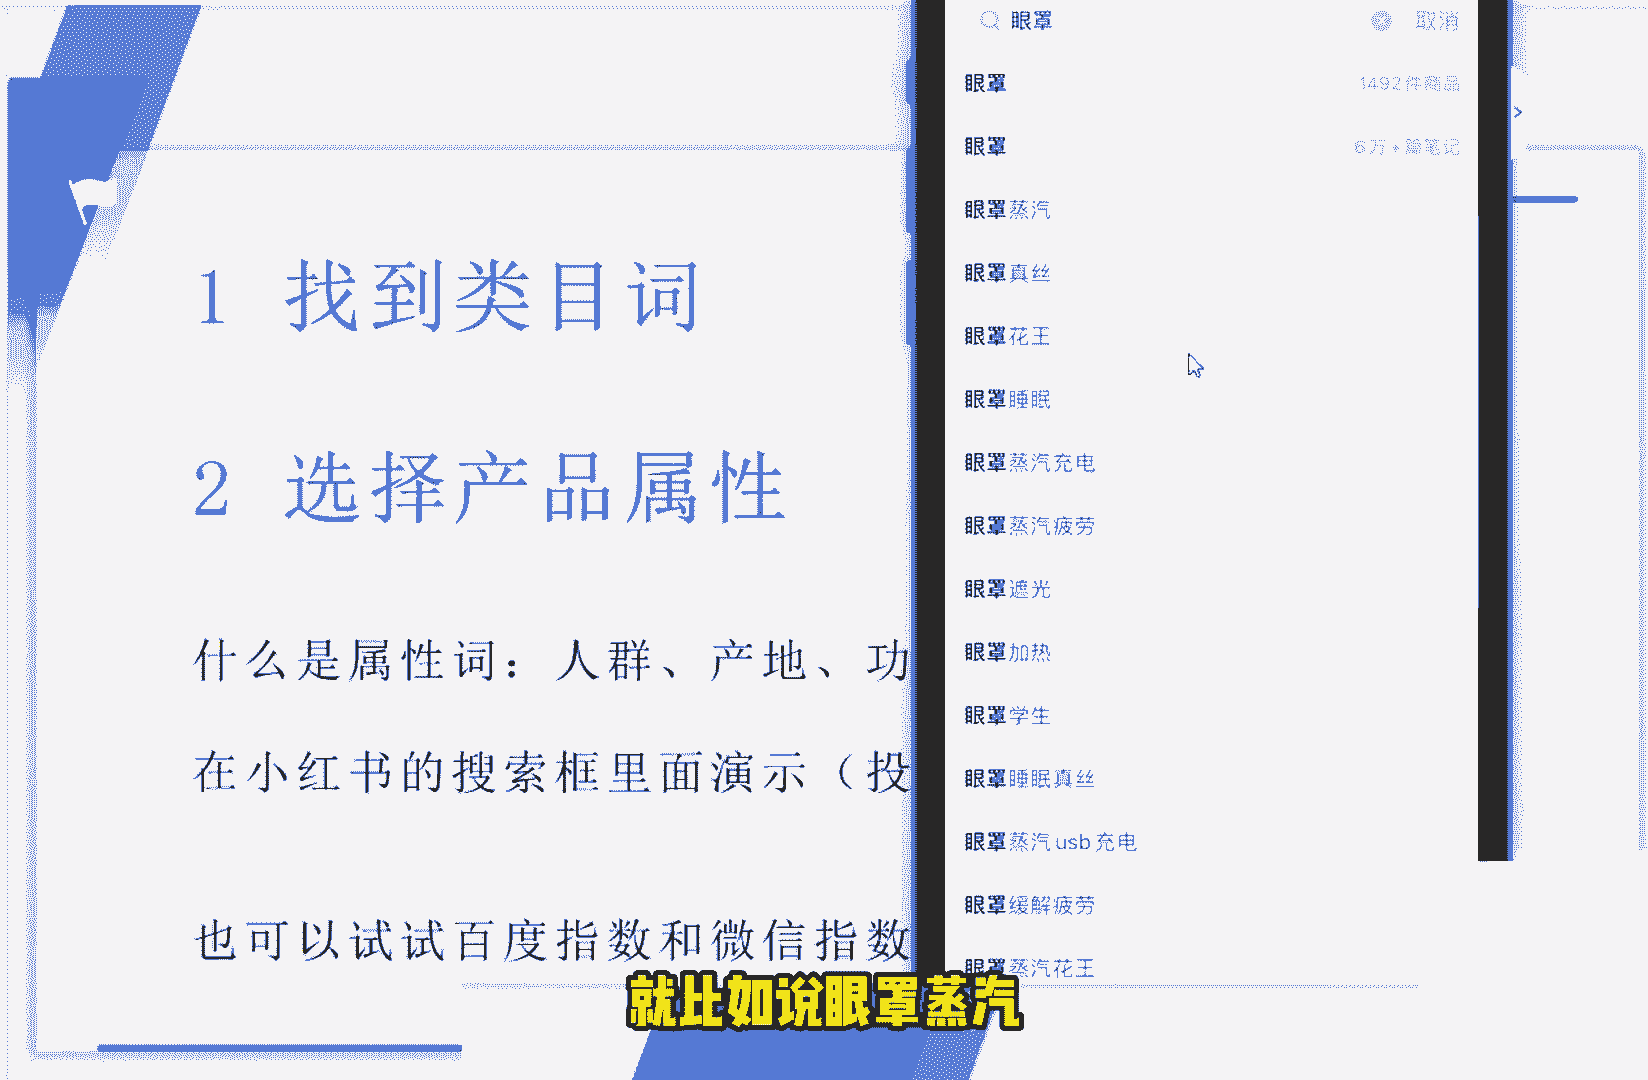 1 找到类目词
2 选择产品属性
什么是属性词：人群、产地、功
在小红书的搜索框里面演示（投
也可以试试百度指数和微信指数
眼罩 取消
眼罩 1492件商品
眼罩 6万+篇笔记
眼罩蒸汽
眼罩真丝
眼罩花王
眼罩睡眠
眼罩蒸汽充电
眼罩蒸汽疲劳
眼罩遮光
眼罩加热
眼罩学生
眼罩睡眠真丝
眼罩蒸汽usb充电
眼罩缓解疲劳
眼罩蒸汽花王
就比如说眼罩蒸汽